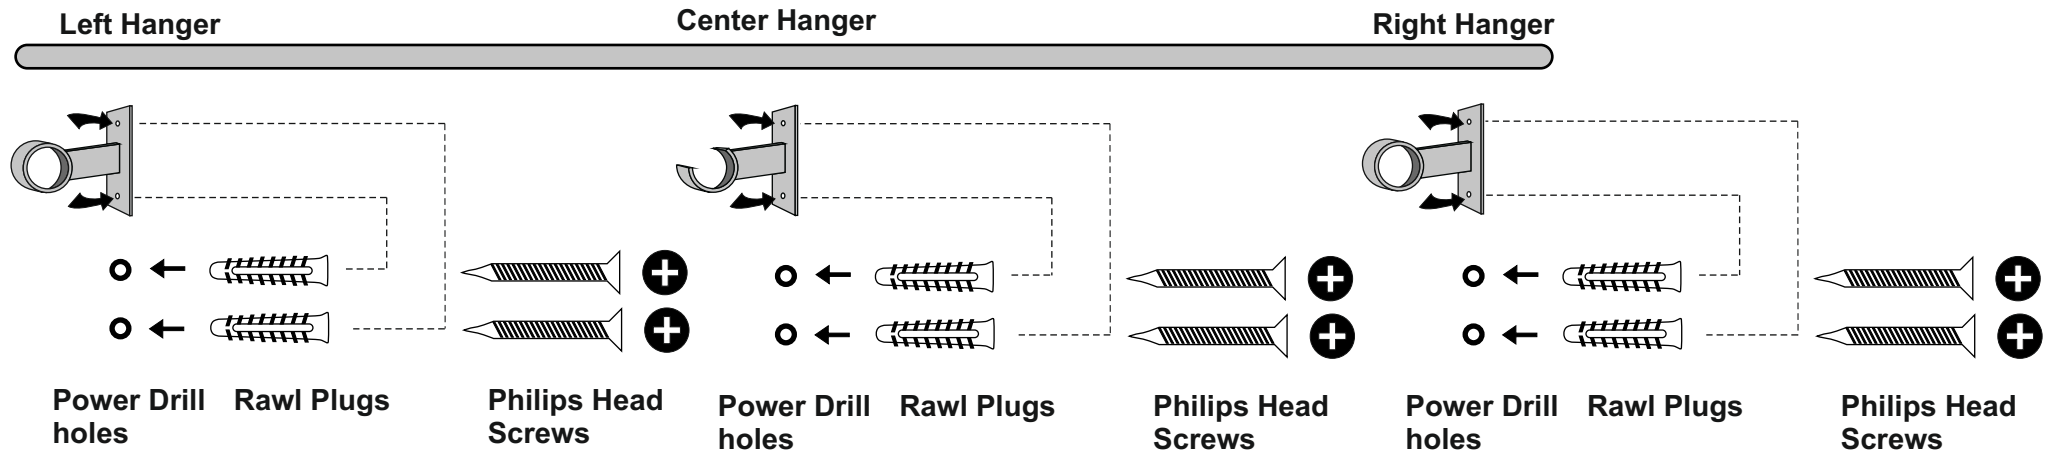 Left Hanger
Center Hanger
Right Hanger
Power Drill
holes
Rawl Plugs
Philips Head
Screws
Power Drill
holes
Rawl Plugs
Philips Head
Screws
Power Drill
holes
Rawl Plugs
Philips Head
Screws